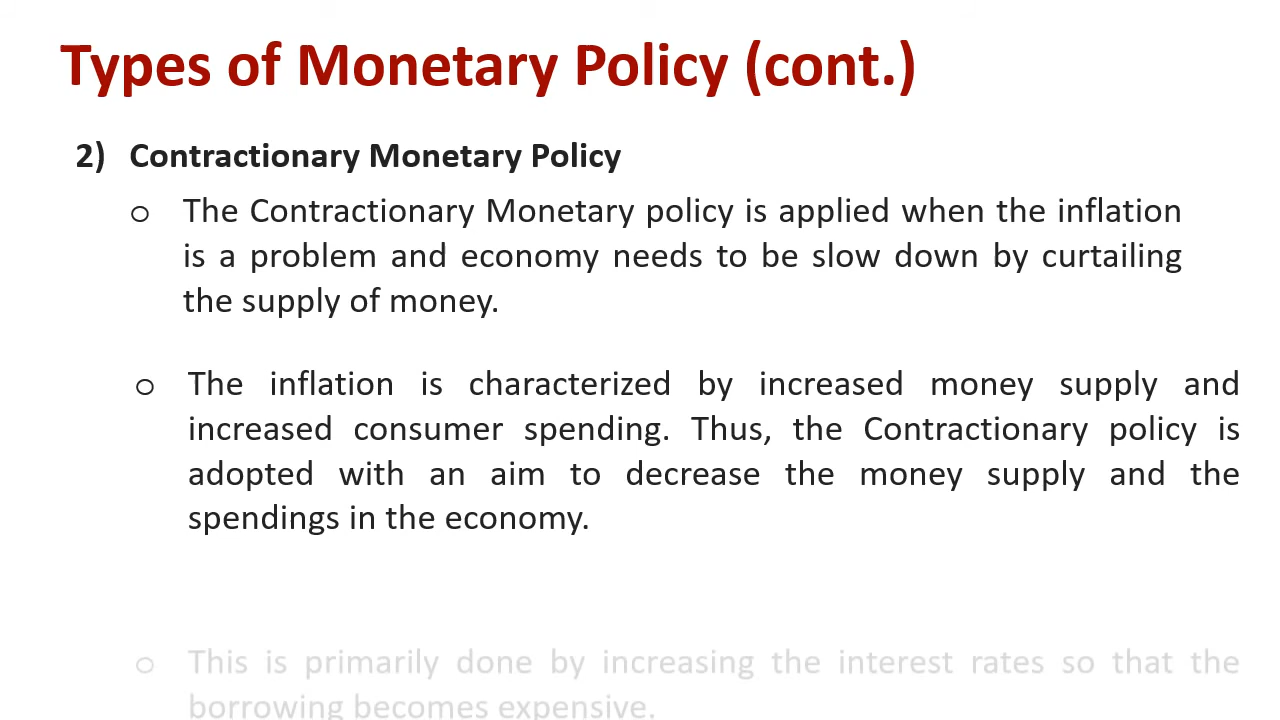 Types of Monetary Policy (cont.)
2) Contractionary Monetary Policy
o The Contractionary Monetary policy is applied when the inflation
is a problem and economy needs to be slow down by curtailing
the supply of money.
o The inflation is characterized by increased money supply and
increased consumer spending. Thus, the Contractionary policy is
adopted with an aim to decrease the money supply and the
spendings in the economy.
o This is primarily done by increasing the interest rates so that the
borrowing becomes expensive.